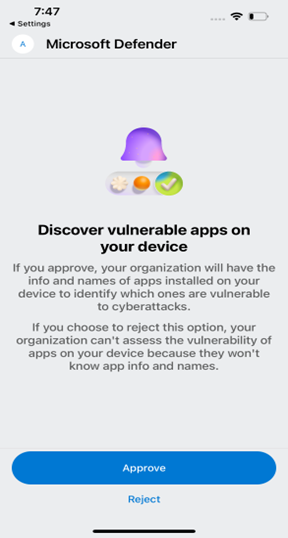 7:47
◀ Settings
A
Microsoft Defender
Discover vulnerable apps on
your device
If you approve, your organization will have the
info and names of apps installed on your
device to identify which ones are vulnerable
to cyberattacks.
If you choose to reject this option, your
organization can't assess the vulnerability of
apps on your device because they won't
know app info and names.
Approve
Reject